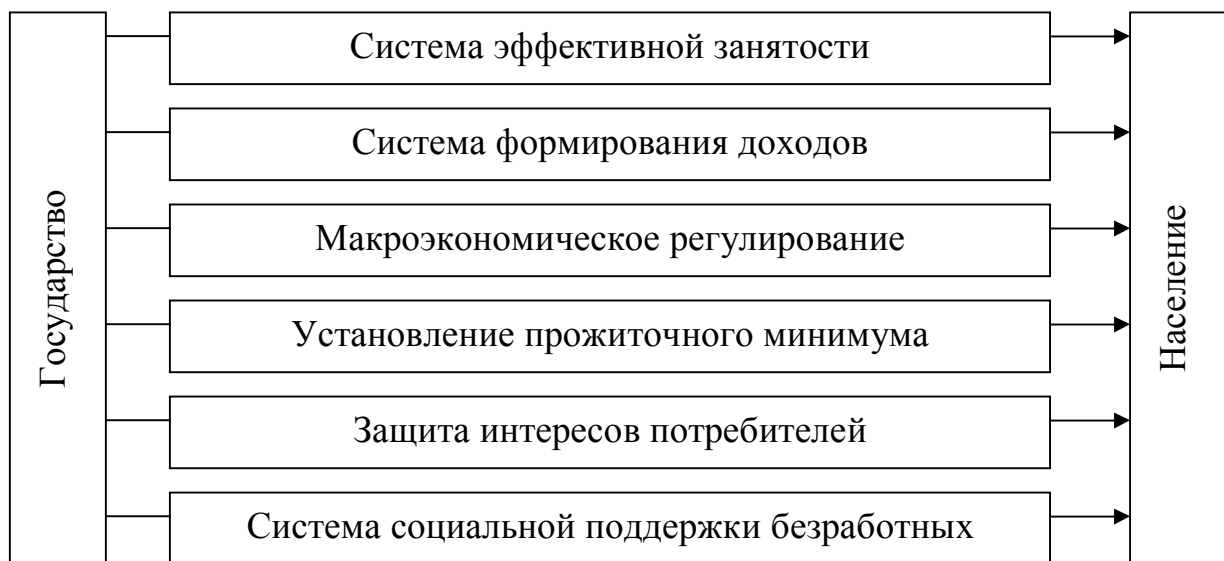 Государство
Система эффективной занятости
Система формирования доходов
Макроэкономическое регулирование
Установление прожиточного минимума
Защита интересов потребителей
Система социальной поддержки безработных
Население